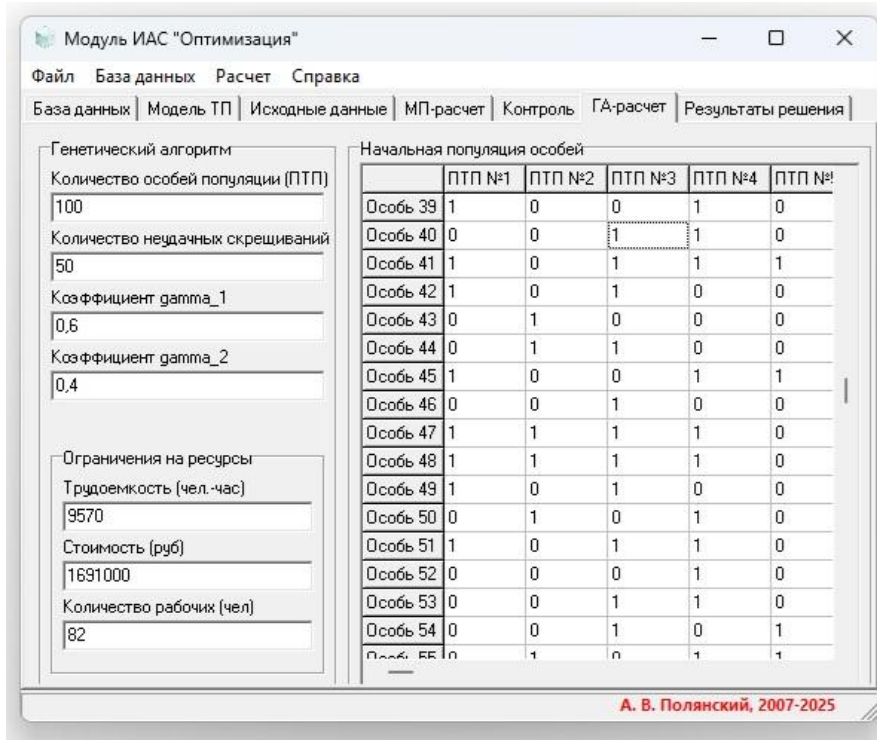 Модуль ИАС "Оптимизация"
Файл База данных Расчет Справка
База данных Модель ТП Исходные данные МП-расчет Контроль ГА-расчет Результаты решения
Генетический алгоритм
Количество особей популяции (ПТП)
100
Количество неудачных скрещиваний
50
Коэффициент gamma_1
0,6
Коэффициент gamma_2
0,4
Ограничения на ресурсы
Трудоемкость (чел.-час)
9570
Стоимость (руб)
1691000
Количество рабочих (чел)
82
Начальная популяция особей
ПТП №1 ПТП №2 ПТП №3 ПТП №4 ПТП №5
Особь 39 1 0 0 1 0
Особь 40 0 0 1 1 0
Особь 41 1 0 1 1 1
Особь 42 1 0 1 0 0
Особь 43 0 1 0 0 0
Особь 44 0 1 1 0 0
Особь 45 1 0 0 1 1
Особь 46 0 0 1 0 0
Особь 47 1 1 1 1 0
Особь 48 1 1 1 1 0
Особь 49 1 0 1 0 0
Особь 50 0 1 0 1 0
Особь 51 1 0 1 1 0
Особь 52 0 0 0 1 0
Особь 53 0 0 1 1 0
Особь 54 0 0 1 0 1
Особь 55 0 1 0 1 1
А. В. Полянский, 2007-2025